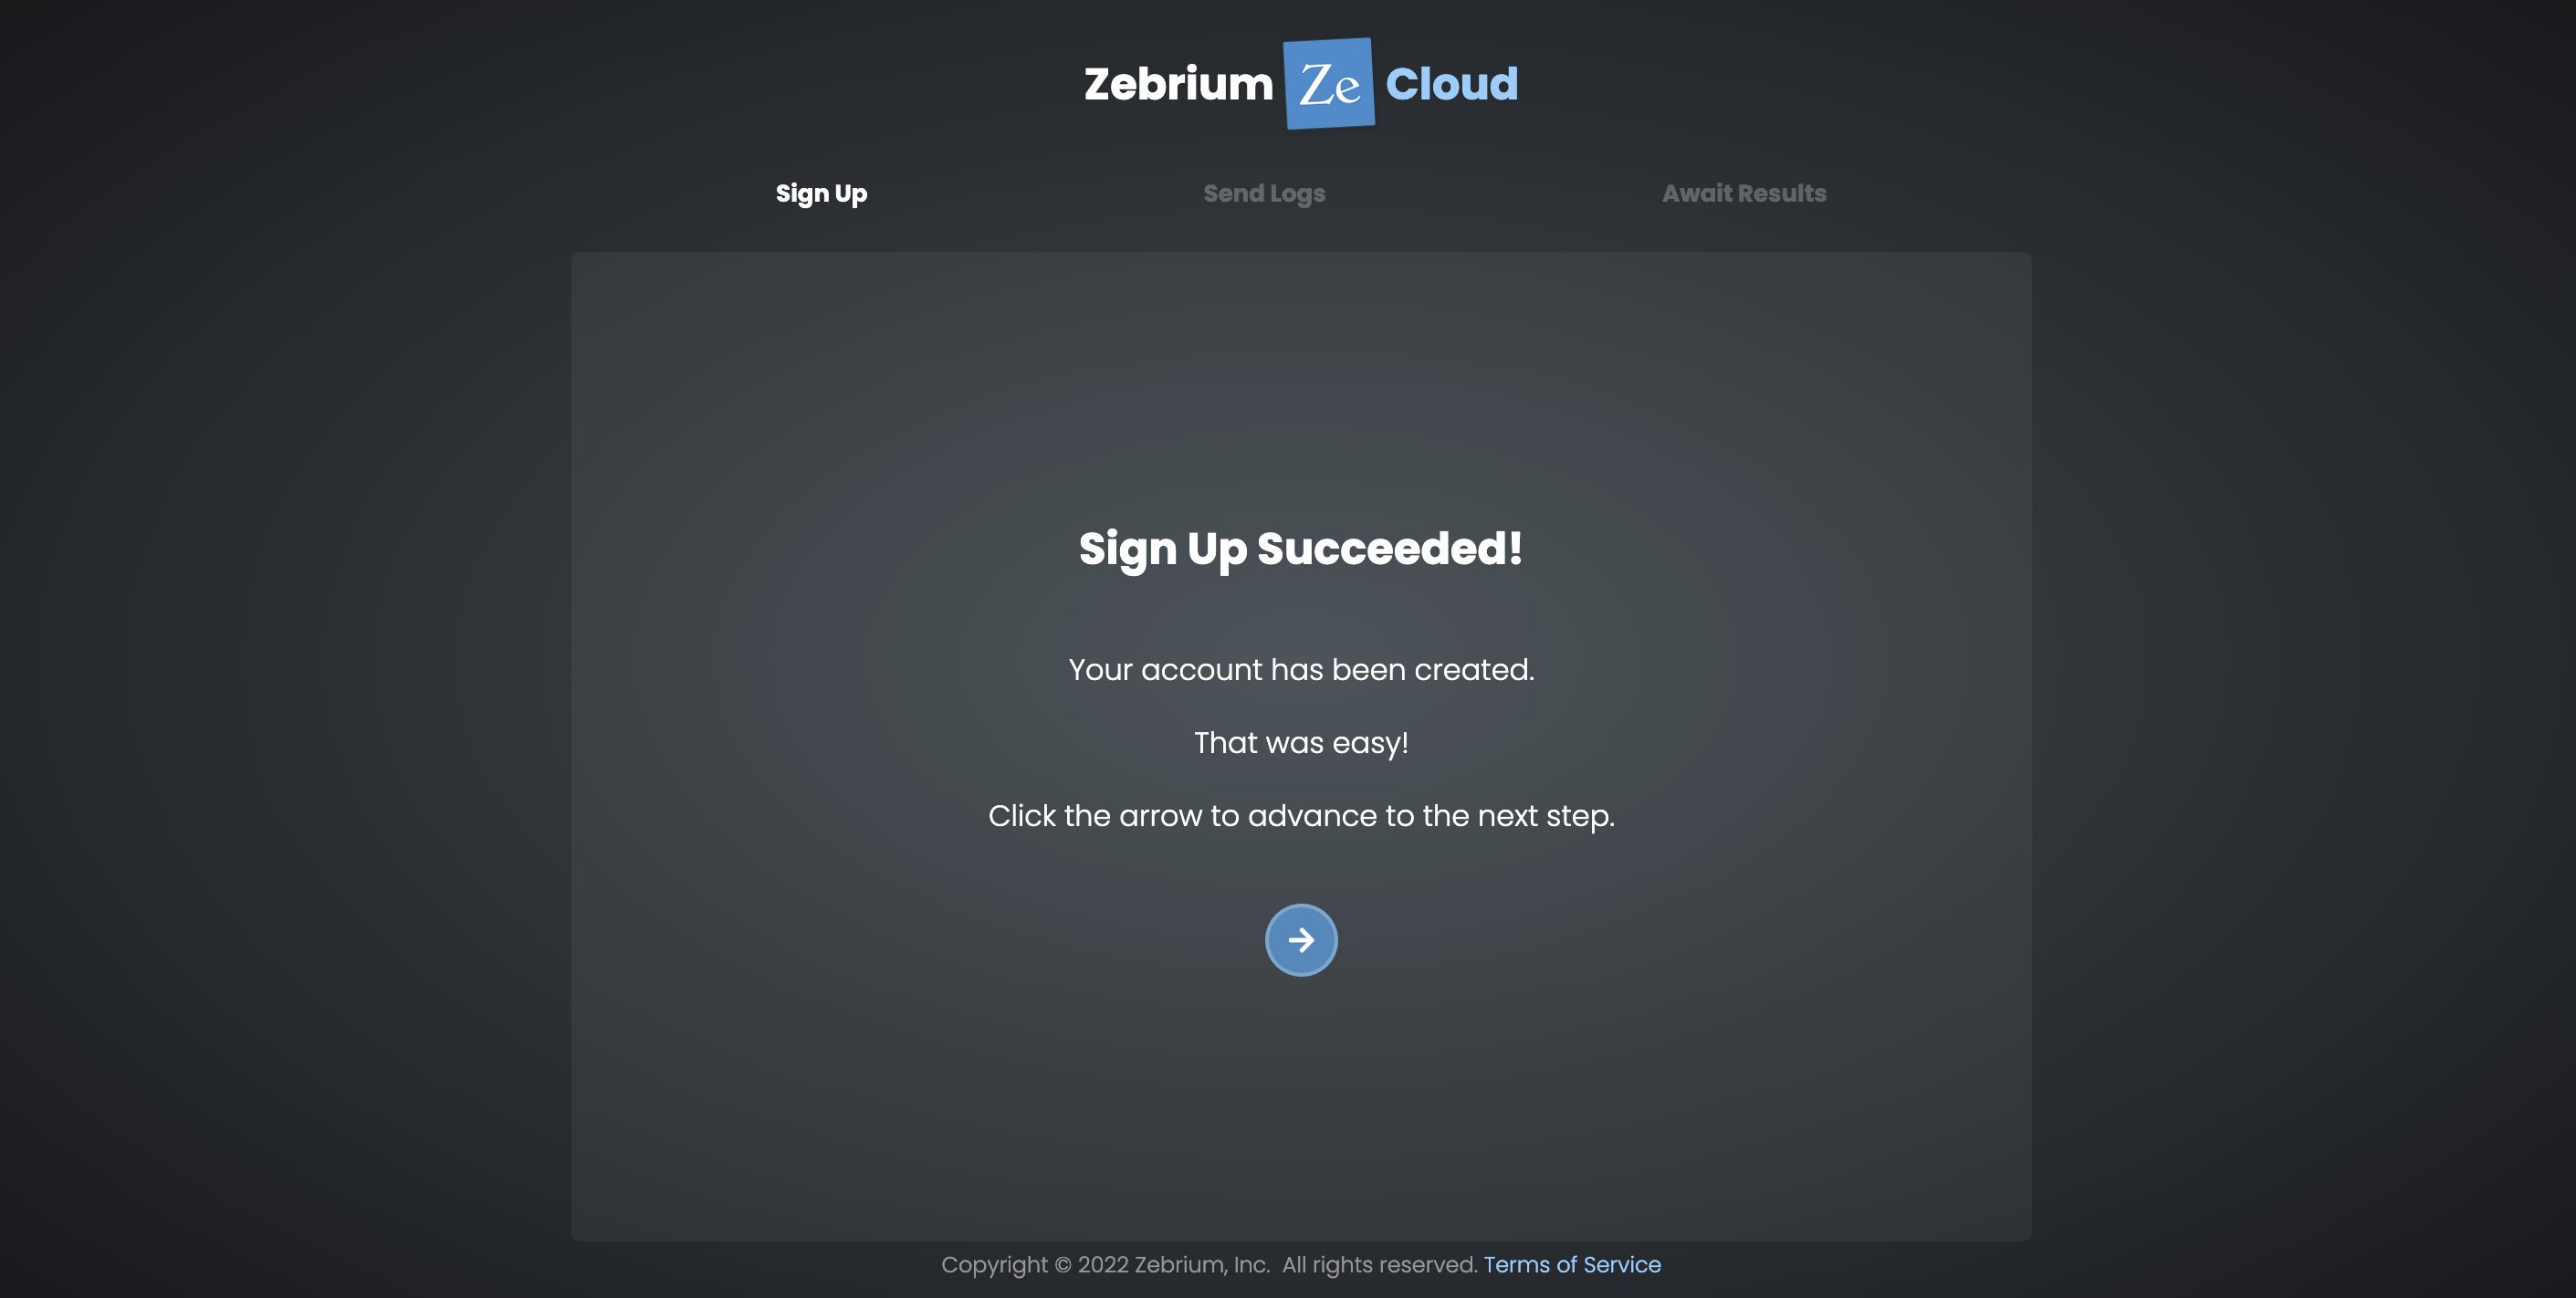 Zebrium Ze Cloud
Sign Up Send Logs Await Results
Sign Up Succeeded!
Your account has been created.
That was easy!
Click the arrow to advance to the next step.
Copyright © 2022 Zebrium, Inc.  All rights reserved. Terms of Service